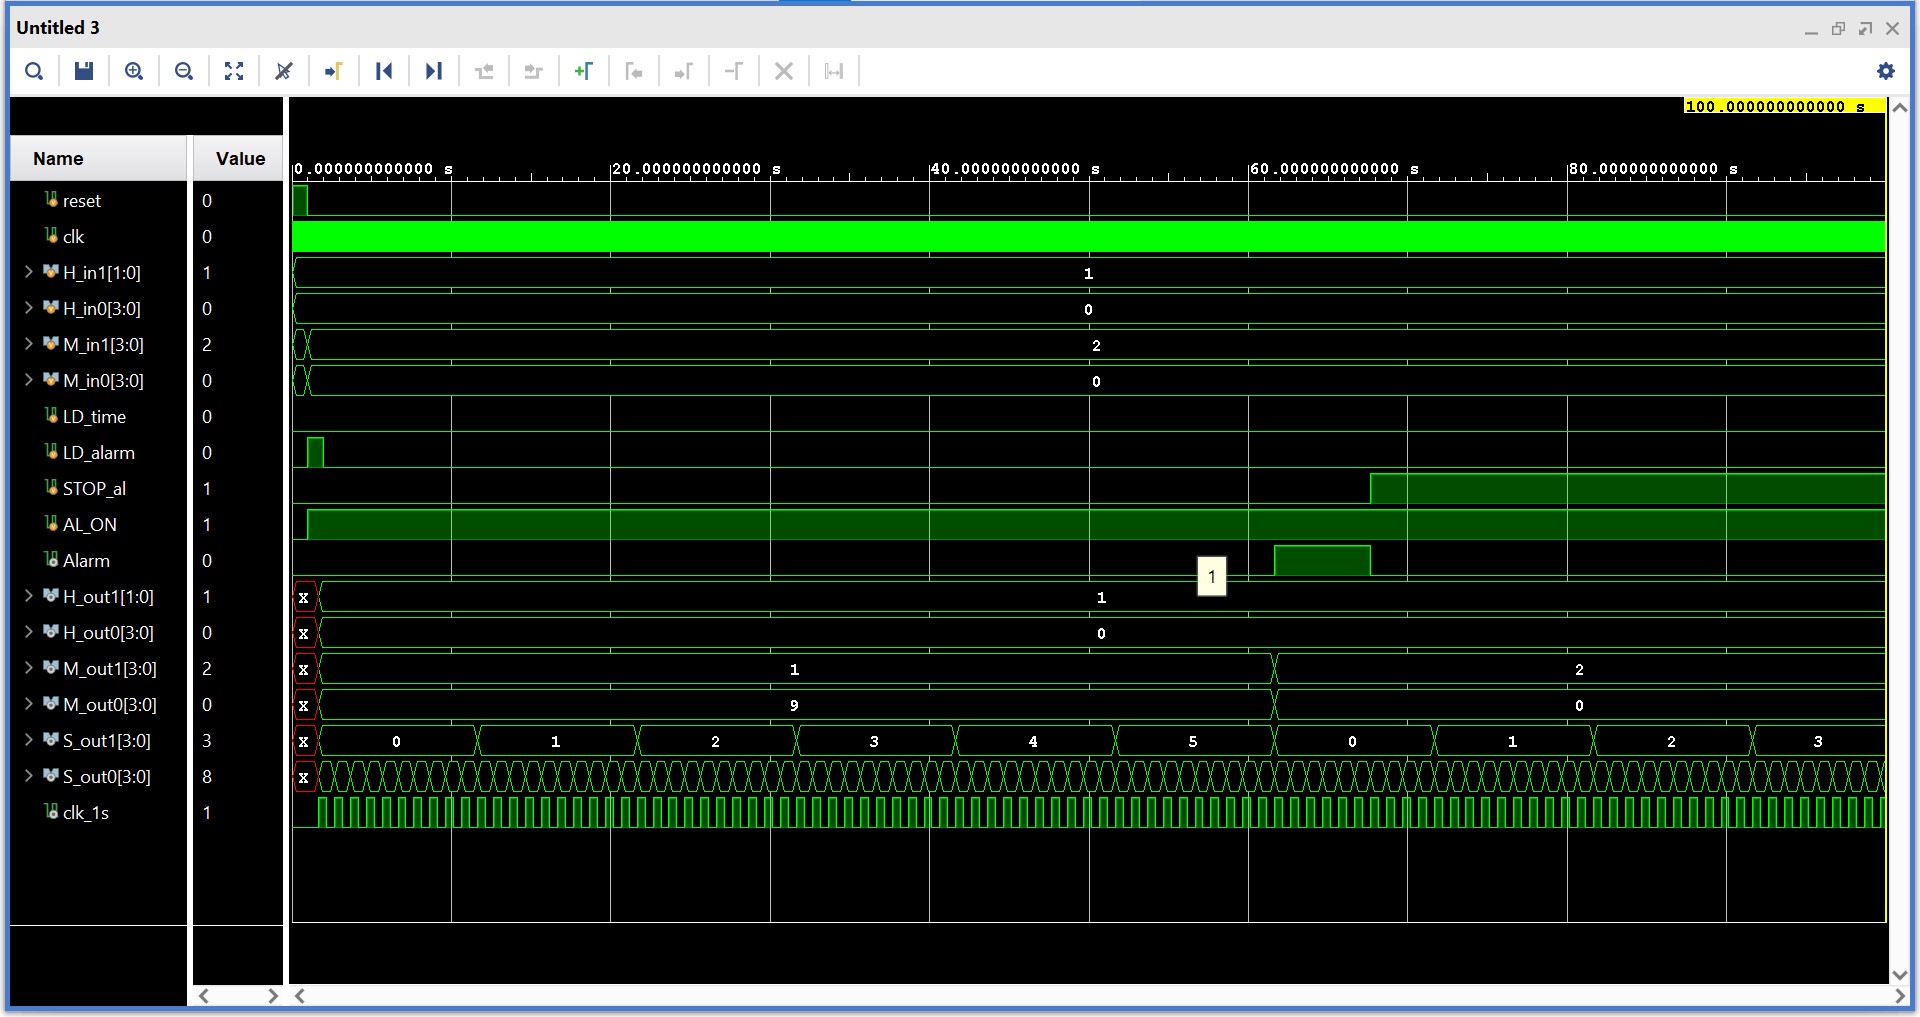 Untitled 3
100.000000000000 s
Name Value
0.000000000000 s 20.000000000000 s 40.000000000000 s 60.000000000000 s 80.000000000000 s
reset 0
clk 0
H_in1[1:0] 1 1
H_in0[3:0] 0 0
M_in1[3:0] 2 2
M_in0[3:0] 0 0
LD_time 0
LD_alarm 0
STOP_al 1
AL_ON 1
Alarm 0
1
H_out1[1:0] 1 X 1
H_out0[3:0] 0 X 0
M_out1[3:0] 2 X 1 2
M_out0[3:0] 0 X 9 0
S_out1[3:0] 3 X 0 1 2 3 4 5 0 1 2 3
S_out0[3:0] 8 X
clk_1s 1